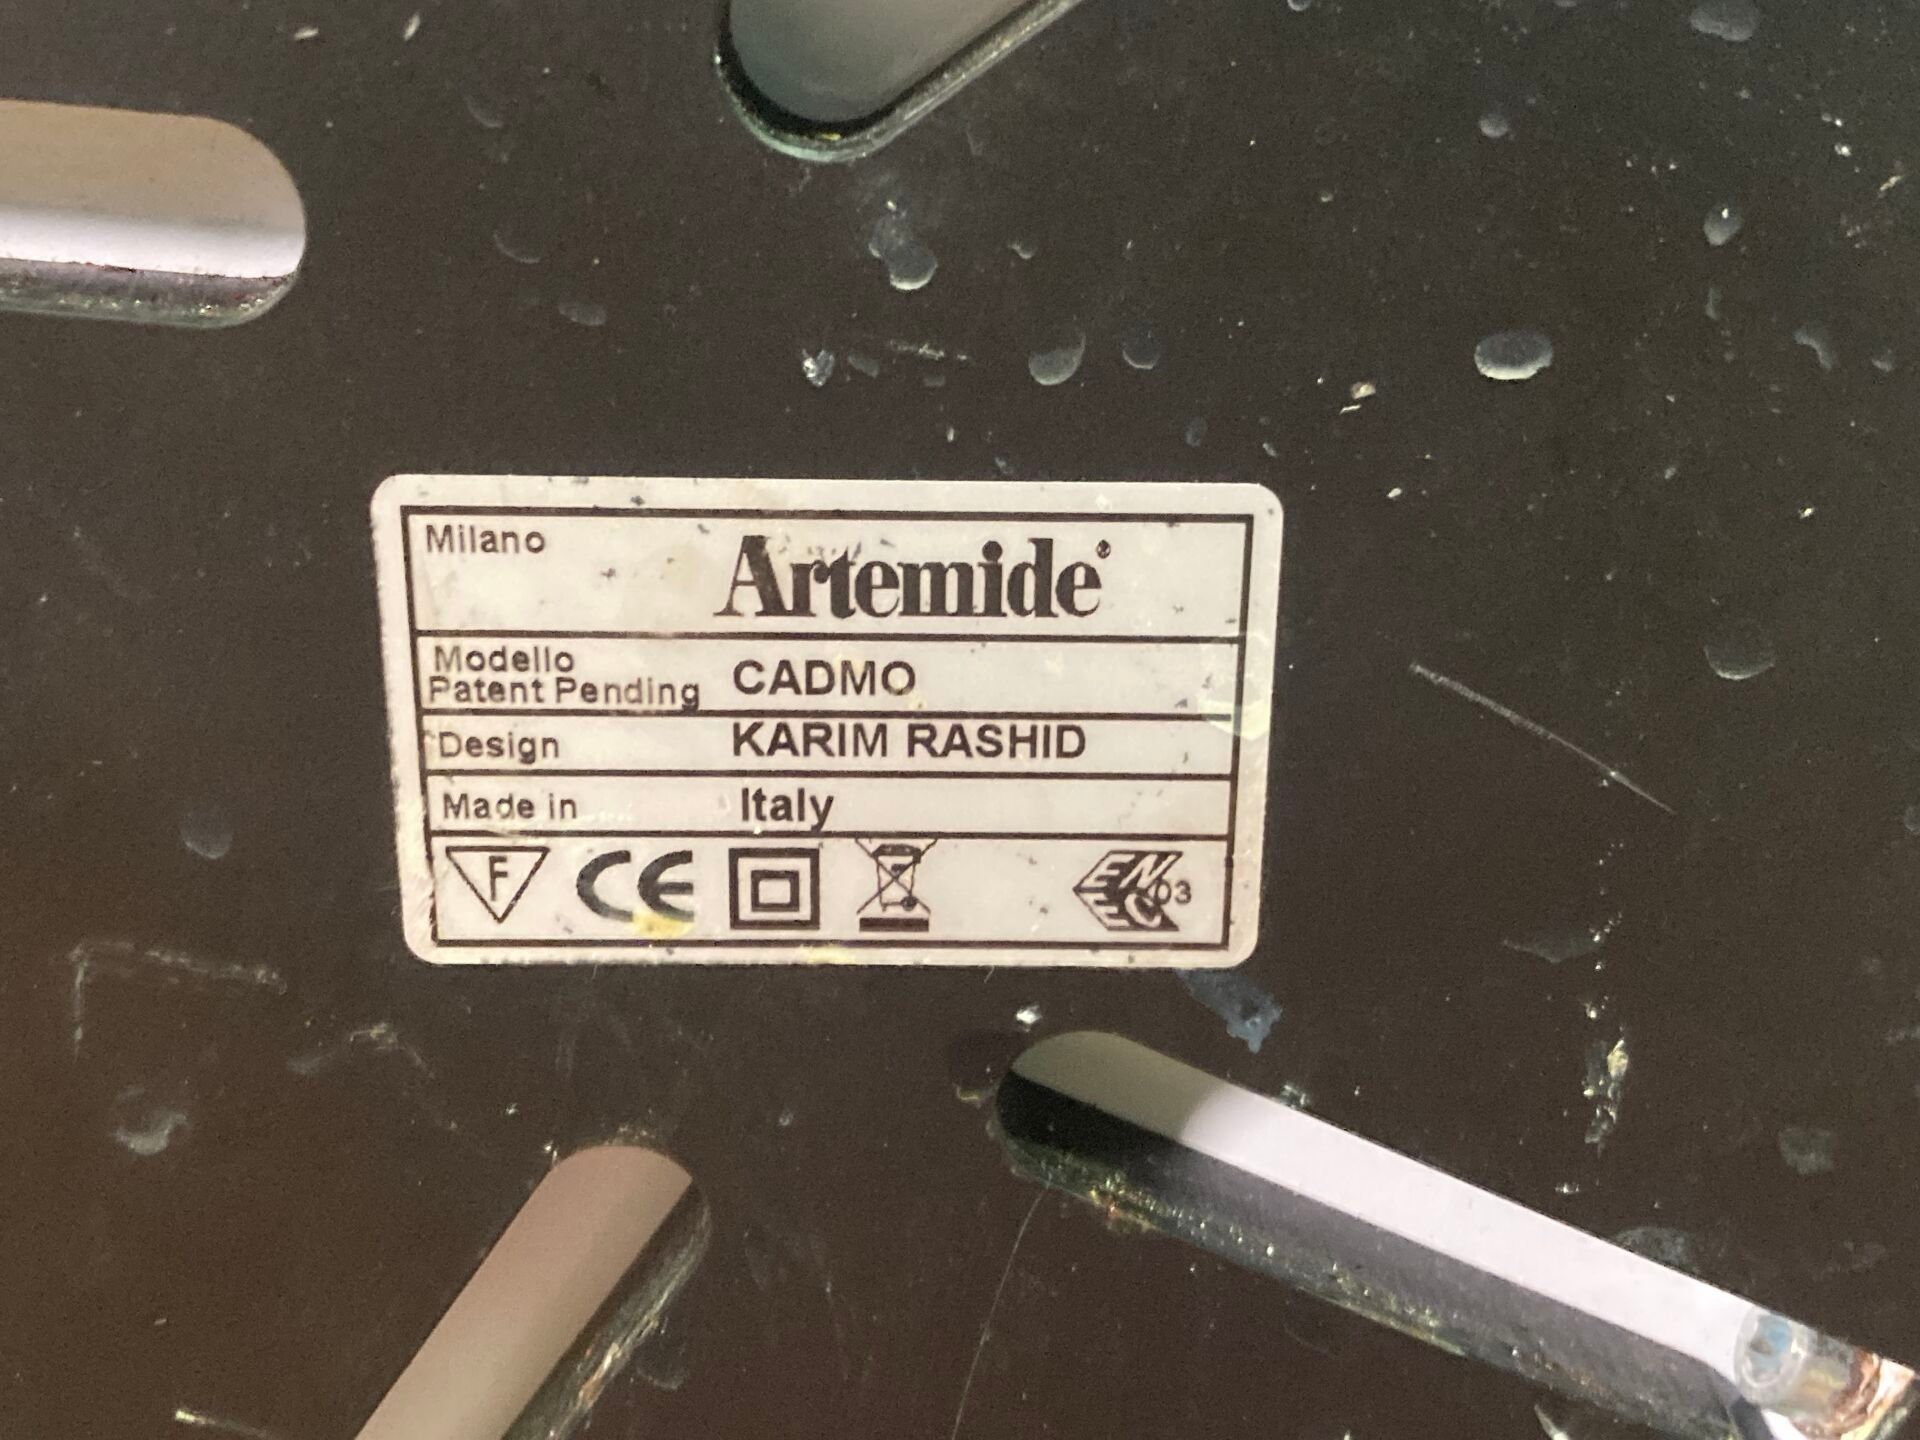 Milano
Artemide®
Modello
Patent Pending CADMO
Design KARIM RASHID
Made in Italy
F CE ENEC 03